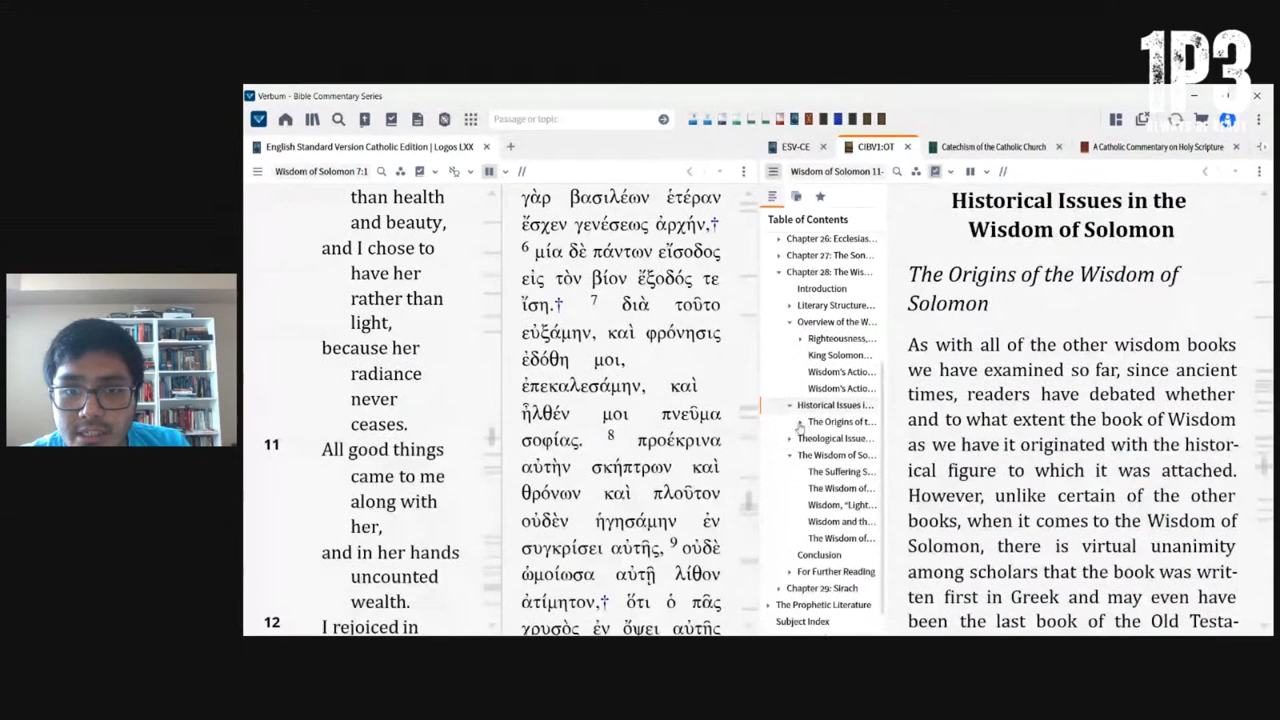 1P3
ALWAYS BE READY
Verbum - Bible Commentary Series
Passage or topic
English Standard Version Catholic Edition | Logos LXX
ESV-CE
CIBV1:OT
Catechism of the Catholic Church
A Catholic Commentary on Holy Scripture
Wisdom of Solomon 7:1
Wisdom of Solomon 11-
than health
and beauty,
and I chose to
have her
rather than
light,
because her
radiance
never
ceases.
11 All good things
came to me
along with
her,
and in her hands
uncounted
wealth.
12 I rejoiced in
γὰρ βασιλέων ἑτέραν
ἔσχεν γενέσεως ἀρχήν,†
6 μία δὲ πάντων εἴσοδος
εἰς τὸν βίον ἔξοδός τε
ἴση.† 7 διὰ τοῦτο
εὐξάμην, καὶ φρόνησις
ἐδόθη μοι,
ἐπεκαλεσάμην, καὶ
ἦλθέν μοι πνεῦμα
σοφίας. 8 προέκρινα
αὐτὴν σκήπτρων καὶ
θρόνων καὶ πλοῦτον
οὐδὲν ἡγησάμην ἐν
συγκρίσει αὐτῆς, 9 οὐδὲ
ὡμοίωσα αὐτῇ λίθον
ἀτίμητον,† ὅτι ὁ πᾶς
χρυσὸς ἐν ὄψει αὐτῆς
Table of Contents
Chapter 26: Ecclesias...
Chapter 27: The Son...
Chapter 28: The Wis...
Introduction
Literary Structure...
Overview of the W...
Righteousness,...
King Solomon...
Wisdom's Actio...
Wisdom's Actio...
Historical Issues i...
The Origins of t...
Theological Issue...
The Wisdom of So...
The Suffering S...
The Wisdom of...
Wisdom, “Light...
Wisdom and th...
The Wisdom of...
Conclusion
For Further Reading
Chapter 29: Sirach
The Prophetic Literature
Subject Index
Historical Issues in the
Wisdom of Solomon
The Origins of the Wisdom of
Solomon
As with all of the other wisdom books
we have examined so far, since ancient
times, readers have debated whether
and to what extent the book of Wisdom
as we have it originated with the histor-
ical figure to which it was attached.
However, unlike certain of the other
books, when it comes to the Wisdom of
Solomon, there is virtual unanimity
among scholars that the book was writ-
ten first in Greek and may even have
been the last book of the Old Testa-